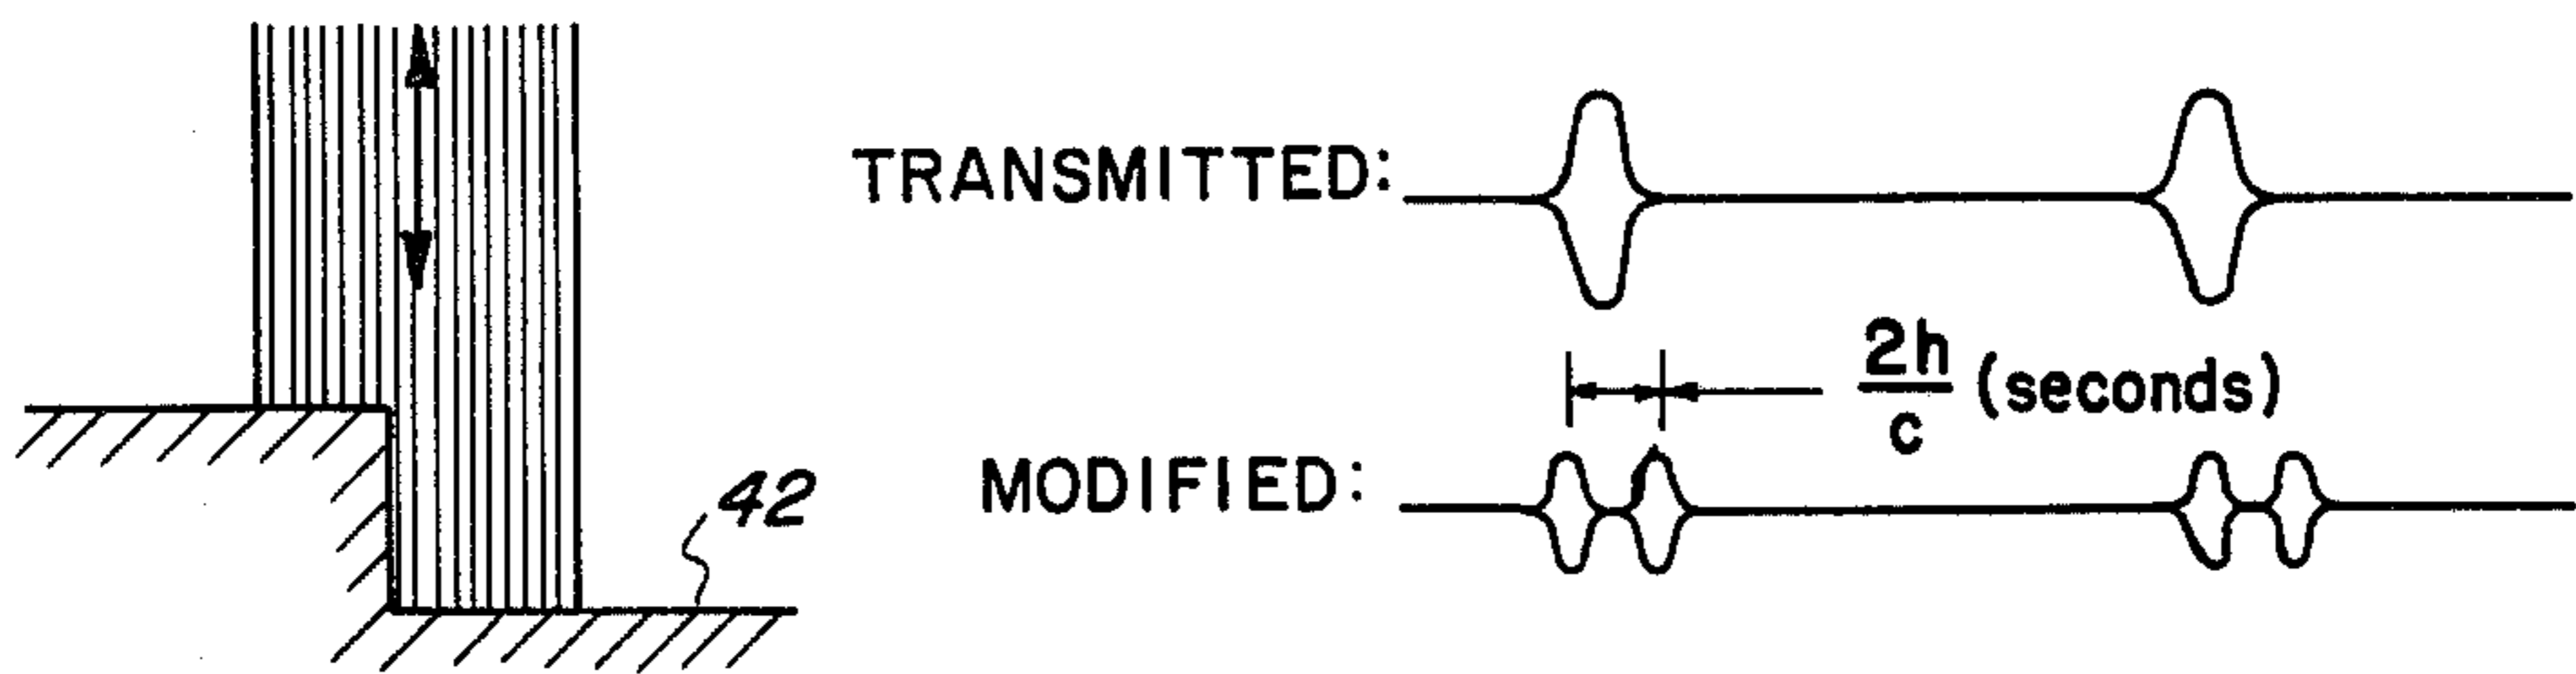 TRANSMITTED:
2h
c
(seconds)
MODIFIED:
42